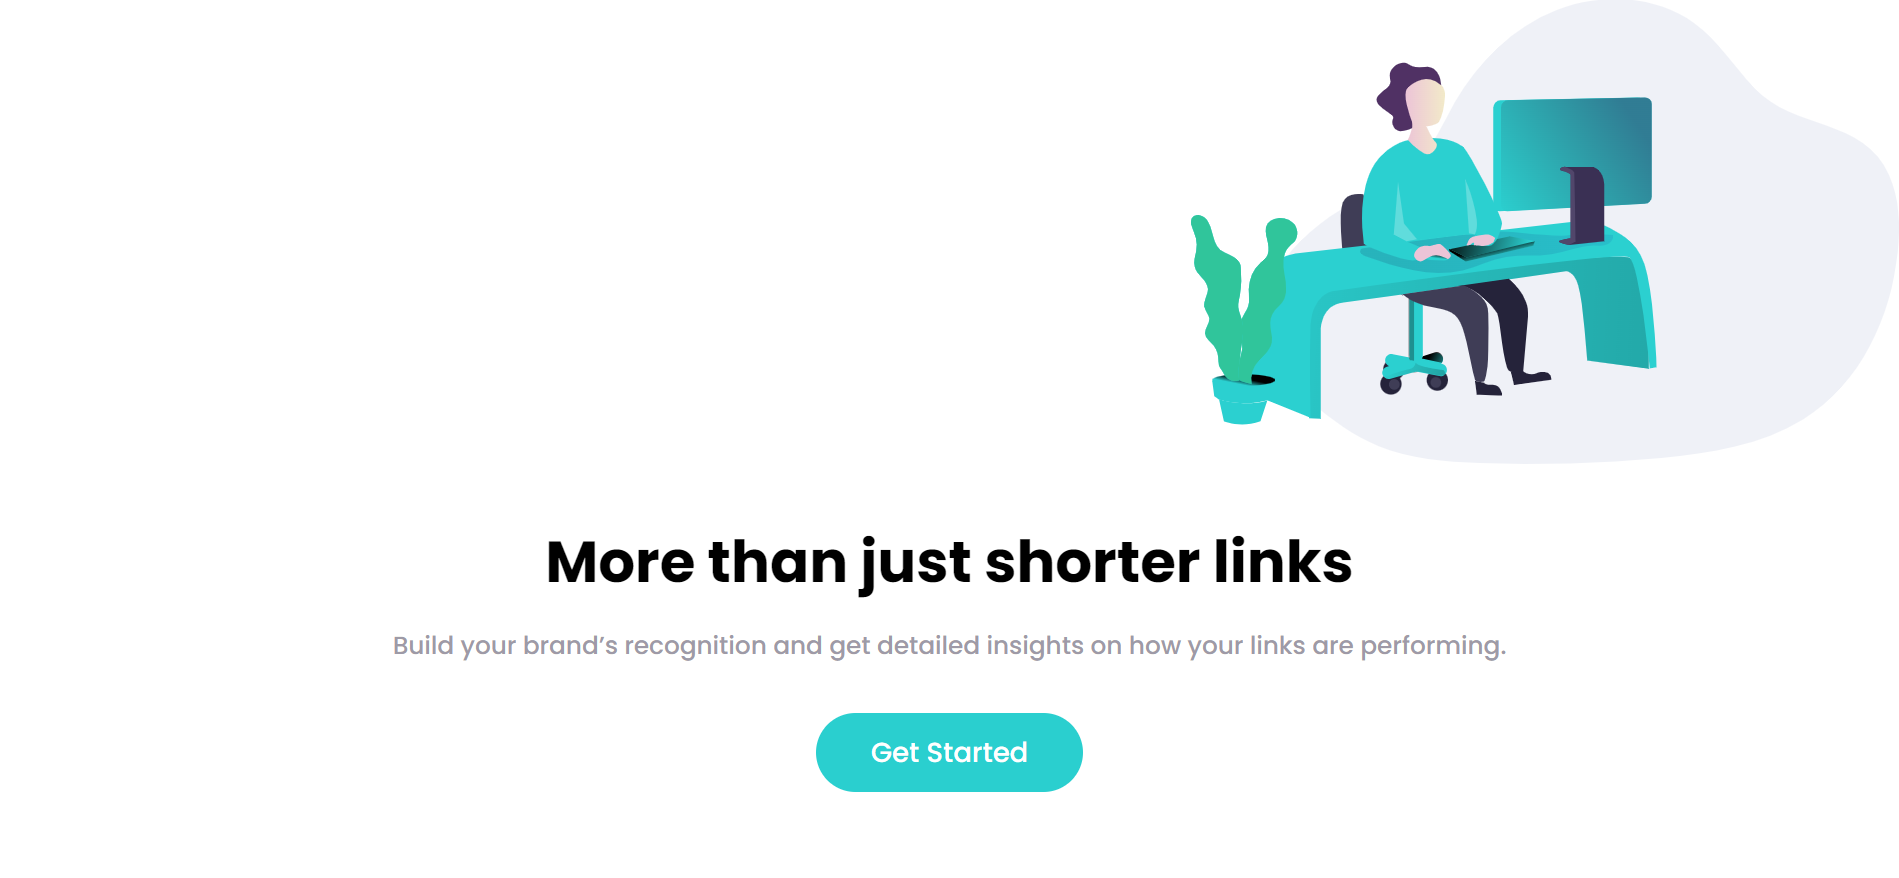 More than just shorter links
Build your brand’s recognition and get detailed insights on how your links are performing.
Get Started